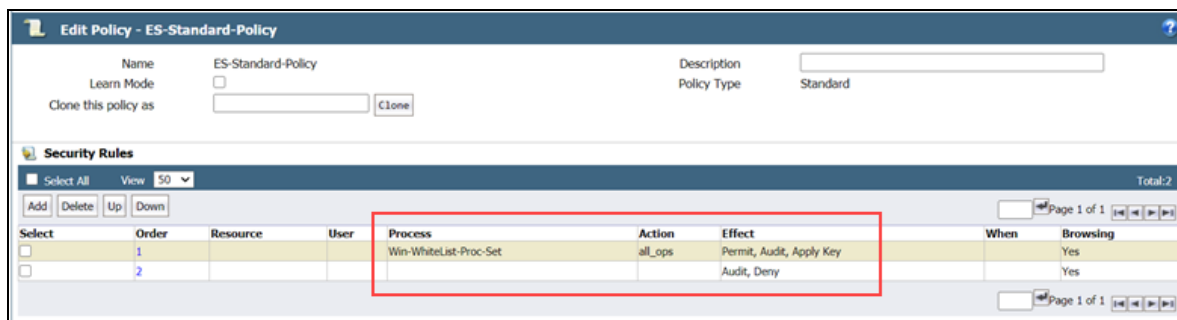 Edit Policy - ES-Standard-Policy ?
Name ES-Standard-Policy Description
Learn Mode Policy Type Standard
Clone this policy as Clone
Security Rules
Select All View 50 Total:2
Add Delete Up Down Page 1 of 1
Select Order Resource User Process Action Effect When Browsing
1 Win-WhiteList-Proc-Set all_ops Permit, Audit, Apply Key Yes
2 Audit, Deny Yes
Page 1 of 1